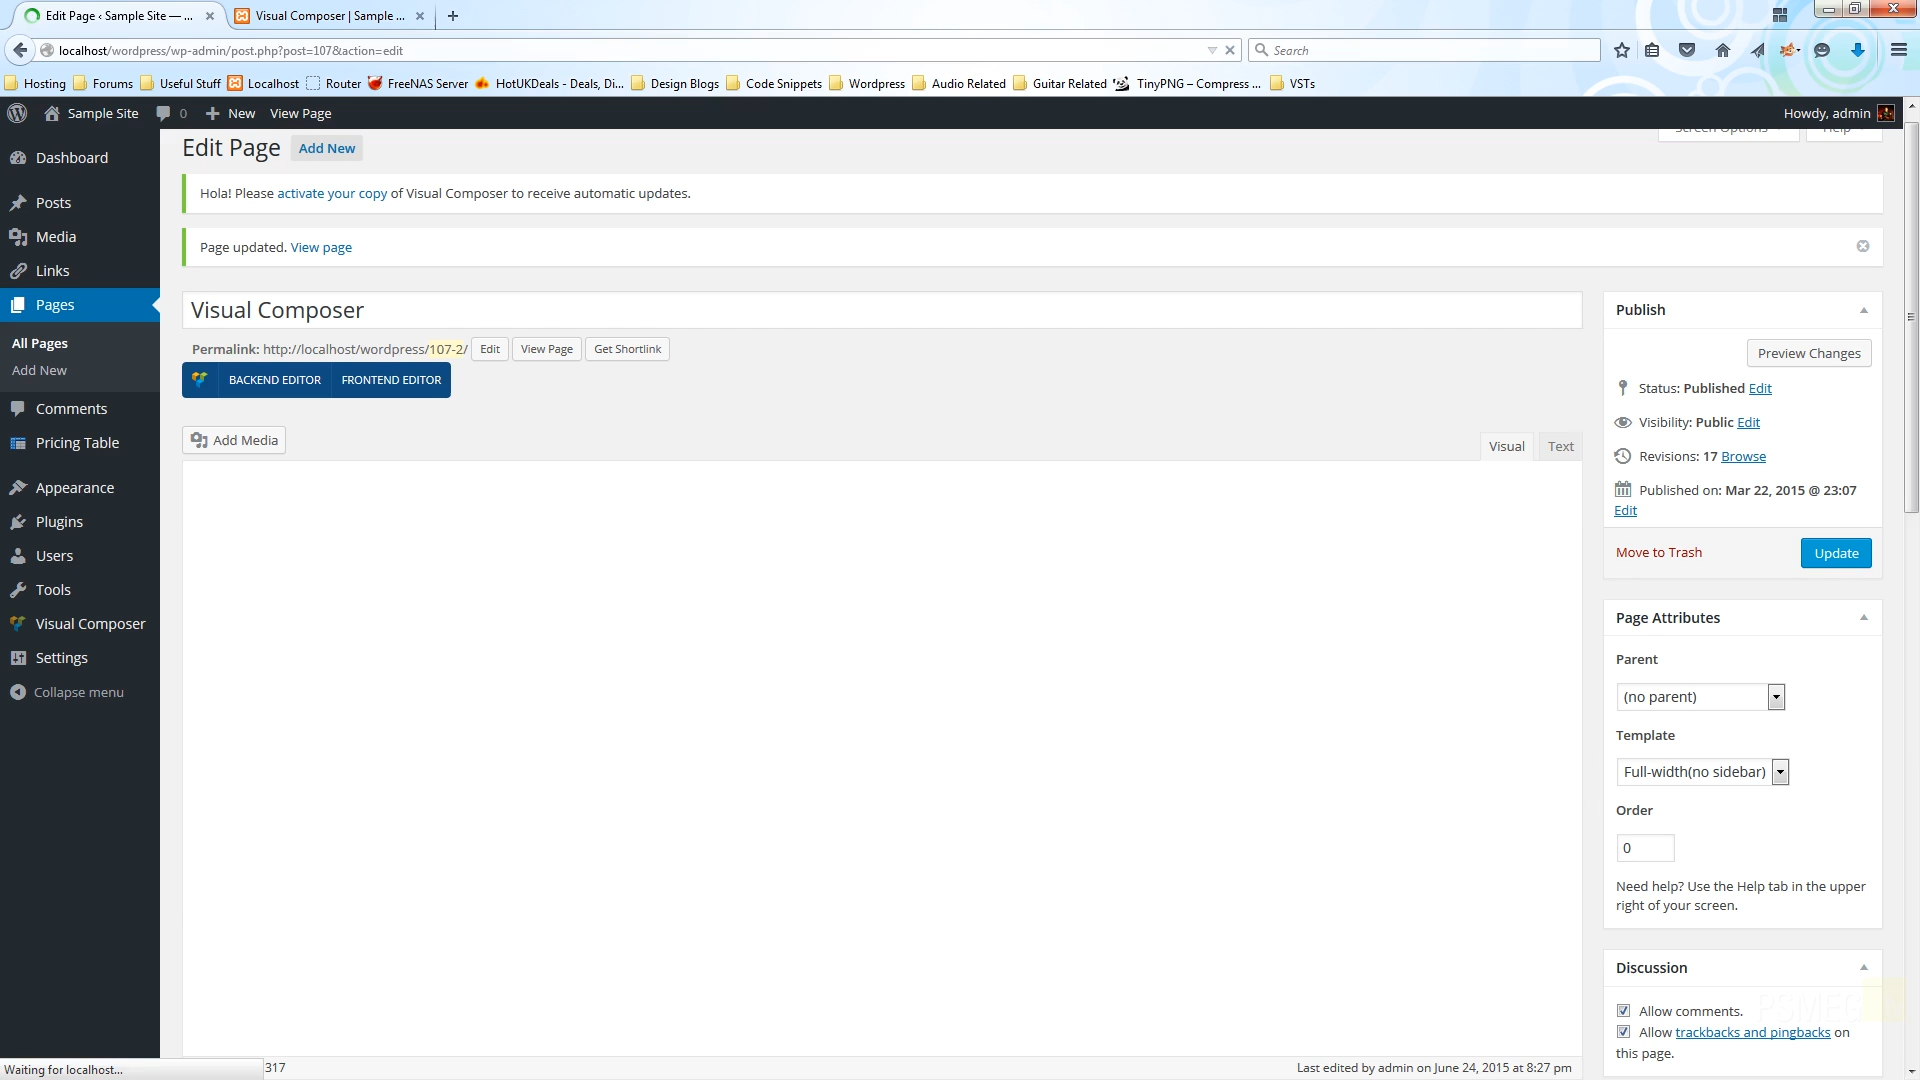 Edit Page ‹ Sample Site — ...
Visual Composer | Sample ...
localhost/wordpress/wp-admin/post.php?post=107&action=edit
Search
Hosting
Forums
Useful Stuff
Localhost
Router
FreeNAS Server
HotUKDeals - Deals, Di...
Design Blogs
Code Snippets
Wordpress
Audio Related
Guitar Related
TinyPNG – Compress ...
VSTs
Sample Site
0
New
View Page
Howdy, admin
Edit Page
Add New
Screen Options
Help
Dashboard
Posts
Media
Links
Pages
All Pages
Add New
Comments
Pricing Table
Appearance
Plugins
Users
Tools
Visual Composer
Settings
Collapse menu
Hola! Please activate your copy of Visual Composer to receive automatic updates.
Page updated. View page
Visual Composer
Permalink: http://localhost/wordpress/107-2/
Edit
View Page
Get Shortlink
BACKEND EDITOR
FRONTEND EDITOR
Add Media
Visual
Text
Publish
Preview Changes
Status: Published Edit
Visibility: Public Edit
Revisions: 17 Browse
Published on: Mar 22, 2015 @ 23:07
Edit
Move to Trash
Update
Page Attributes
Parent
(no parent)
Template
Full-width(no sidebar)
Order
0
Need help? Use the Help tab in the upper
right of your screen.
Discussion
Allow comments.
Allow trackbacks and pingbacks on
this page.
PSMEG
Waiting for localhost...
317
Last edited by admin on June 24, 2015 at 8:27 pm